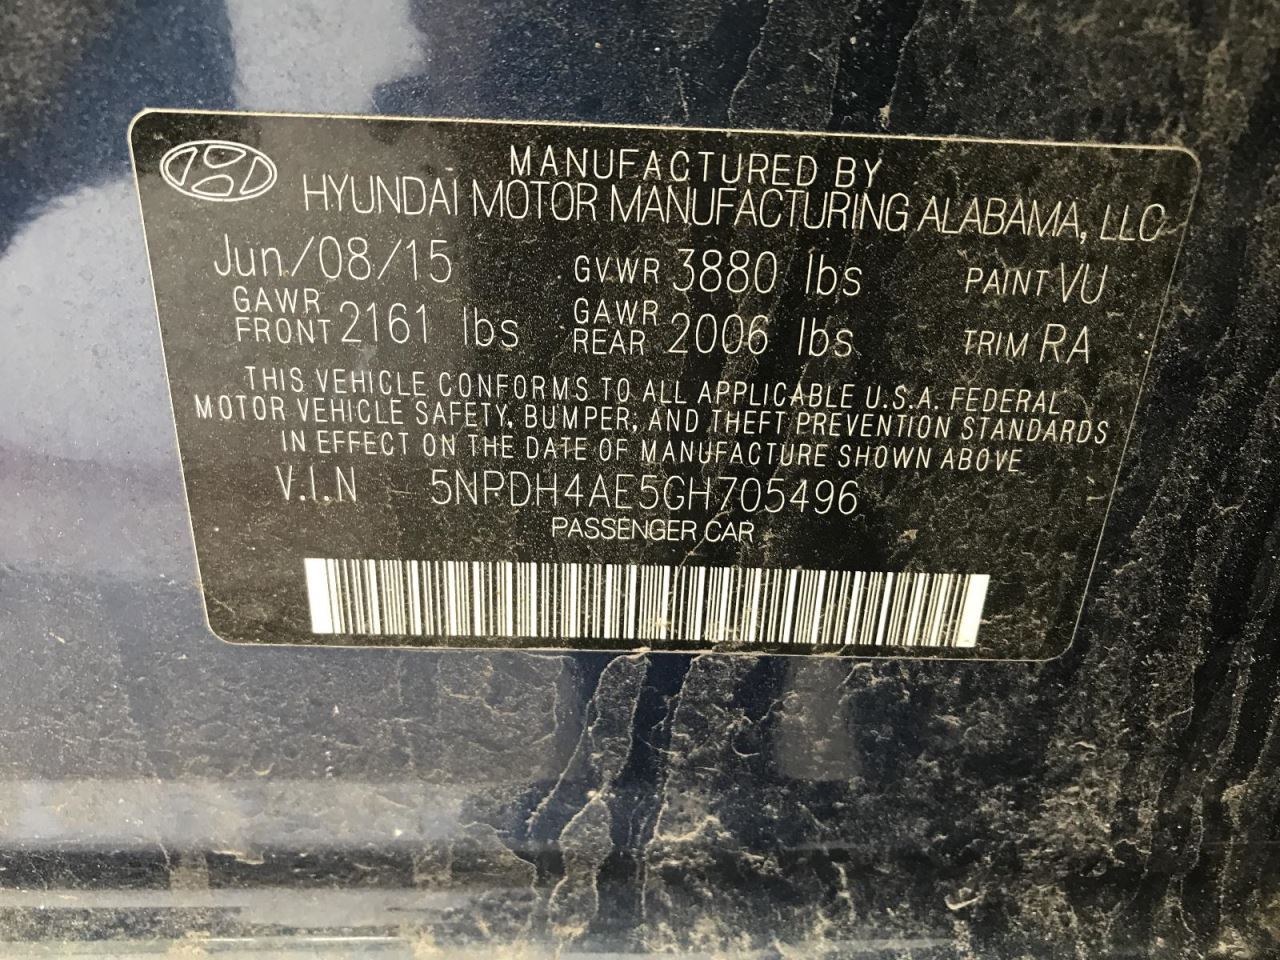 MANUFACTURED BY
HYUNDAI MOTOR MANUFACTURING ALABAMA, LLC
Jun/08/15 GVWR 3880 lbs PAINT VU
GAWR FRONT 2161 lbs GAWR REAR 2006 lbs TRIM RA
THIS VEHICLE CONFORMS TO ALL APPLICABLE U.S.A. FEDERAL
MOTOR VEHICLE SAFETY, BUMPER, AND THEFT PREVENTION STANDARDS
IN EFFECT ON THE DATE OF MANUFACTURE SHOWN ABOVE
V.I.N - 5NPDH4AE5GH705496
PASSENGER CAR